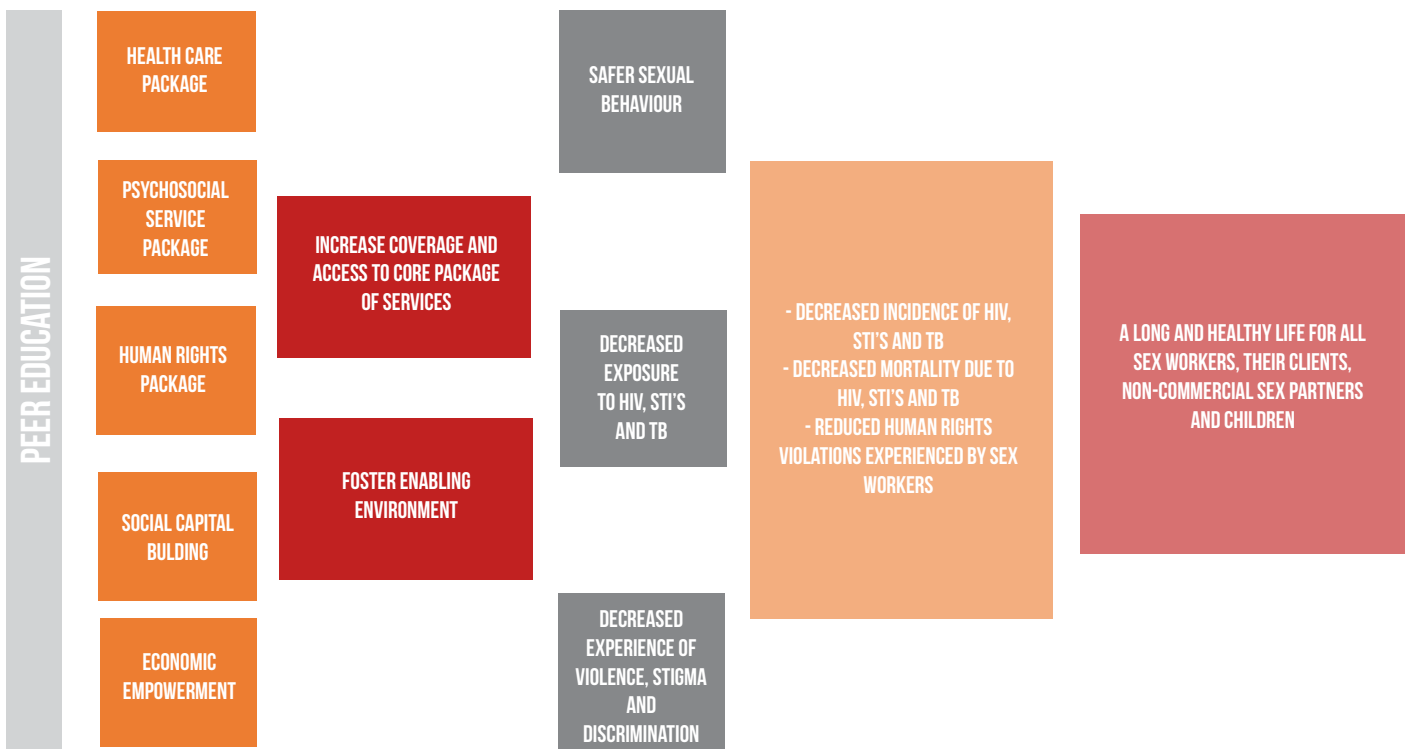 PEER EDUCATION
HEALTH CARE
PACKAGE
PSYCHOSOCIAL
SERVICE
PACKAGE
HUMAN RIGHTS
PACKAGE
SOCIAL CAPITAL
BULDING
ECONOMIC
EMPOWERMENT
INCREASE COVERAGE AND
ACCESS TO CORE PACKAGE
OF SERVICES
FOSTER ENABLING
ENVIRONMENT
SAFER SEXUAL
BEHAVIOUR
DECREASED
EXPOSURE
TO HIV, STI'S
AND TB
DECREASED
EXPERIENCE OF
VIOLENCE, STIGMA
AND
DISCRIMINATION
- DECREASED INCIDENCE OF HIV,
STI'S AND TB
- DECREASED MORTALITY DUE TO
HIV, STI'S AND TB
- REDUCED HUMAN RIGHTS
VIOLATIONS EXPERIENCED BY SEX
WORKERS
A LONG AND HEALTHY LIFE FOR ALL
SEX WORKERS, THEIR CLIENTS,
NON-COMMERCIAL SEX PARTNERS
AND CHILDREN